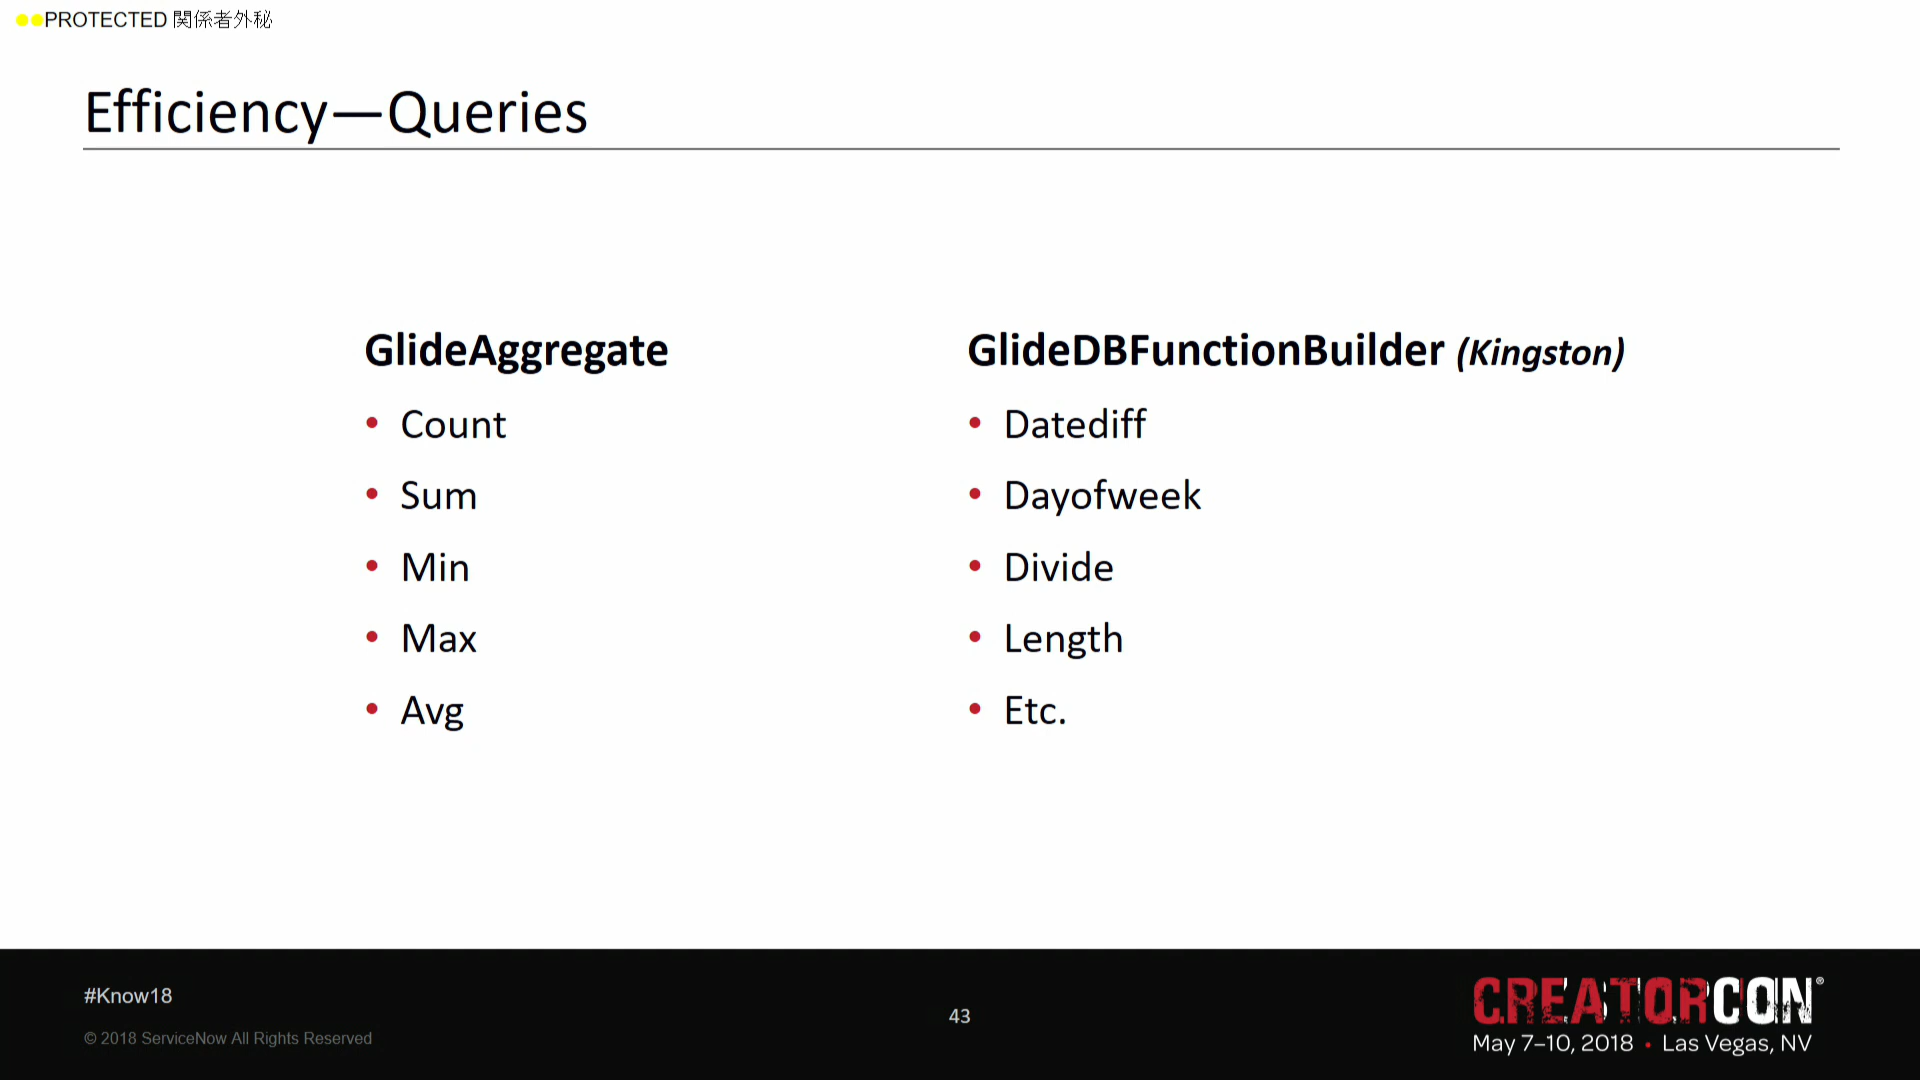 PROTECTED 関係者外秘
Efficiency—Queries
GlideAggregate
• Count
• Sum
• Min
• Max
• Avg
GlideDBFunctionBuilder (Kingston)
• Datediff
• Dayofweek
• Divide
• Length
• Etc.
#Know18
© 2018 ServiceNow All Rights Reserved
43
CREATORCON®
May 7–10, 2018 • Las Vegas, NV